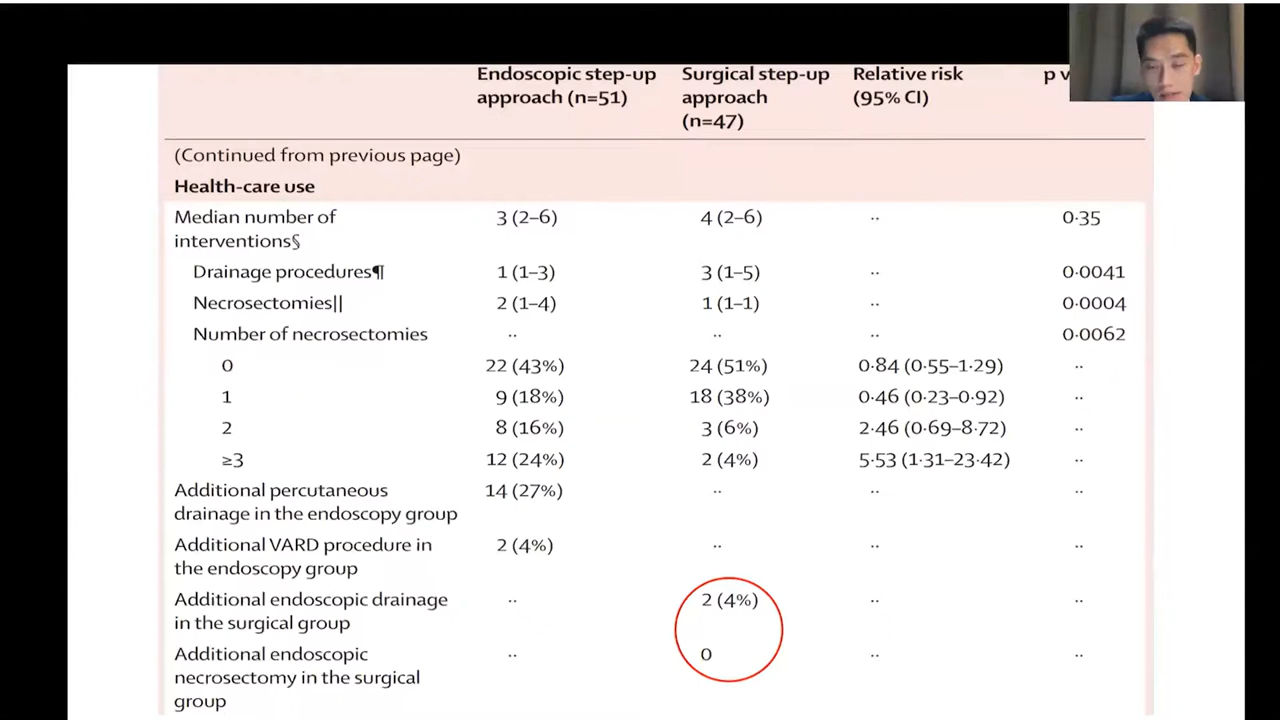 Endoscopic step-up approach (n=51) Surgical step-up approach (n=47) Relative risk (95% CI) p v
(Continued from previous page)
Health-care use
Median number of interventions§ 3 (2–6) 4 (2–6) ·· 0·35
Drainage procedures¶ 1 (1–3) 3 (1–5) ·· 0·0041
Necrosectomies|| 2 (1–4) 1 (1–1) ·· 0·0004
Number of necrosectomies ·· ·· ·· 0·0062
0 22 (43%) 24 (51%) 0·84 (0·55–1·29) ··
1 9 (18%) 18 (38%) 0·46 (0·23–0·92) ··
2 8 (16%) 3 (6%) 2·46 (0·69–8·72) ··
≥3 12 (24%) 2 (4%) 5·53 (1·31–23·42) ··
Additional percutaneous drainage in the endoscopy group 14 (27%) ·· ·· ··
Additional VARD procedure in the endoscopy group 2 (4%) ·· ·· ··
Additional endoscopic drainage in the surgical group ·· 2 (4%) ·· ··
Additional endoscopic necrosectomy in the surgical group ·· 0 ·· ··